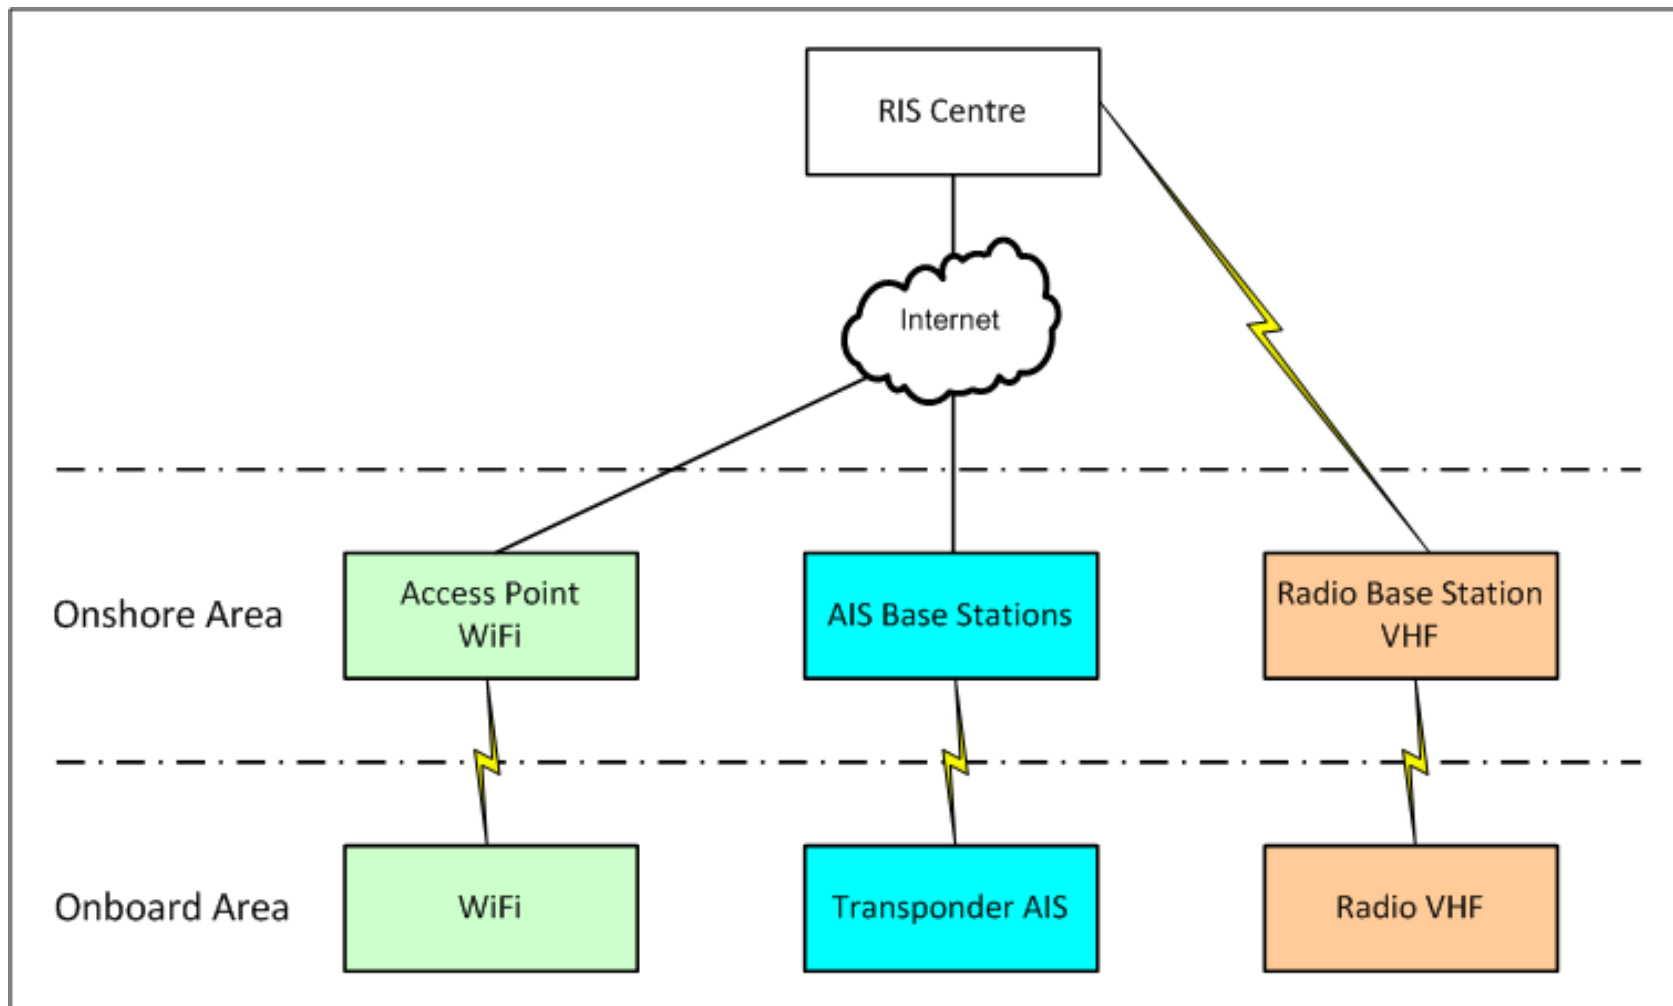 RIS Centre
Internet
Onshore Area
Access Point
WiFi
AIS Base Stations
Radio Base Station
VHF
Onboard Area
WiFi
Transponder AIS
Radio VHF